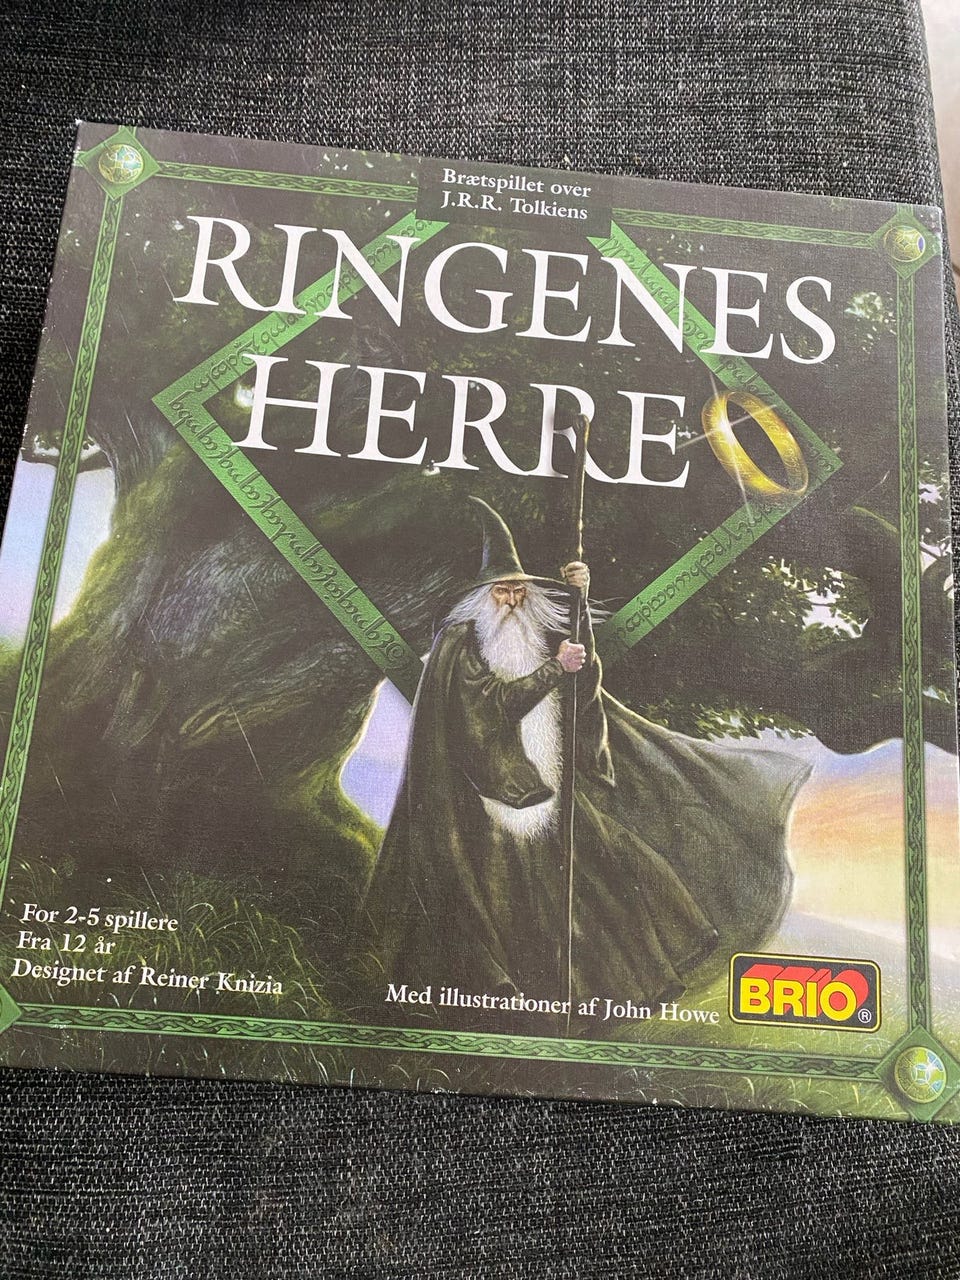 Brætspillet over
J.R.R. Tolkiens
RINGENES
HERRE
For 2-5 spillere
Fra 12 år
Designet af Reiner Knizia
Med illustrationer af John Howe
BRIO®